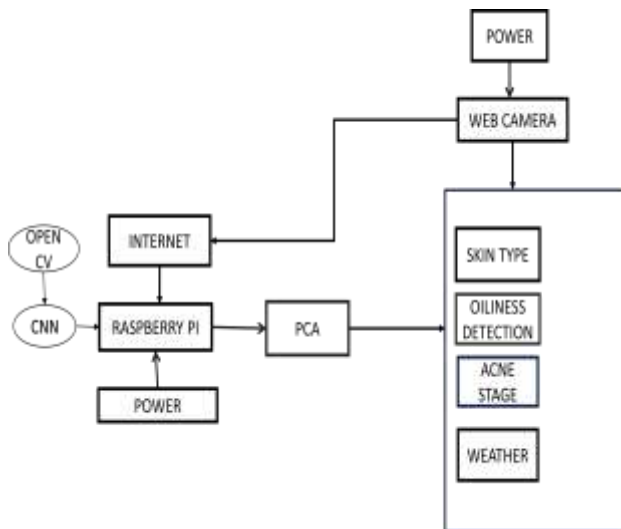 POWER
WEB CAMERA
OPEN
CV
INTERNET
SKIN TYPE
CNN
RASPBERRY PI
PCA
OILINESS
DETECTION
POWER
ACNE
STAGE
WEATHER